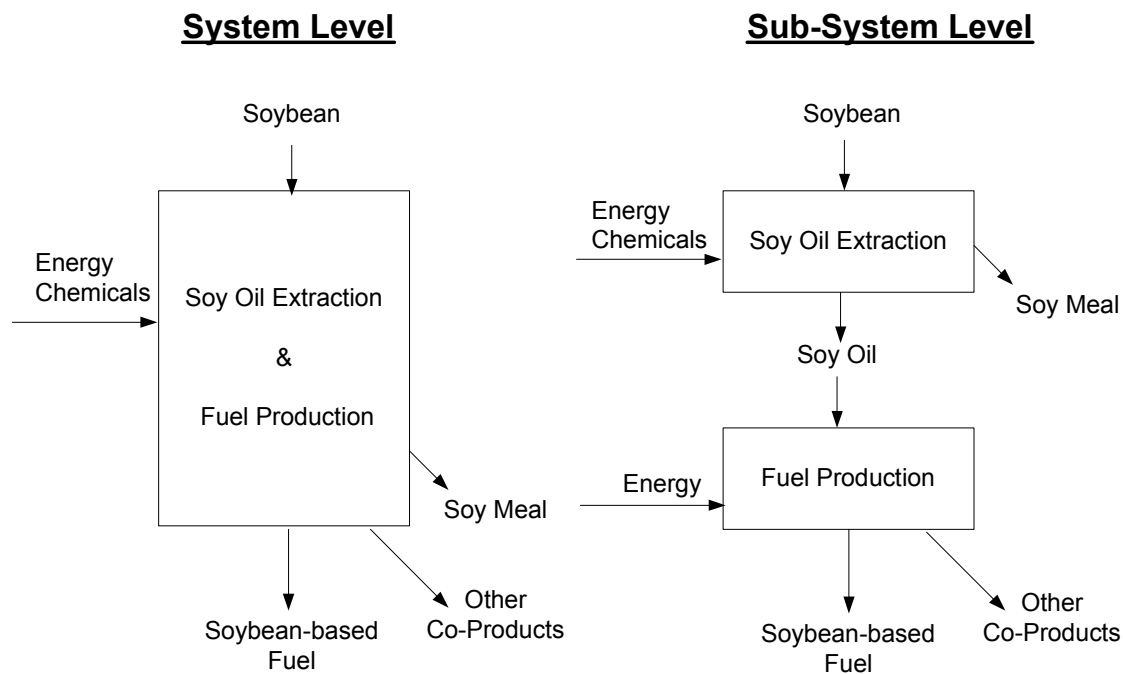 System Level
Soybean
Energy
Chemicals
Soy Oil Extraction
&
Fuel Production
Soy Meal
Other
Co-Products
Soybean-based
Fuel
Sub-System Level
Soybean
Energy
Chemicals
Soy Oil Extraction
Soy Meal
Soy Oil
Energy
Fuel Production
Other
Co-Products
Soybean-based
Fuel